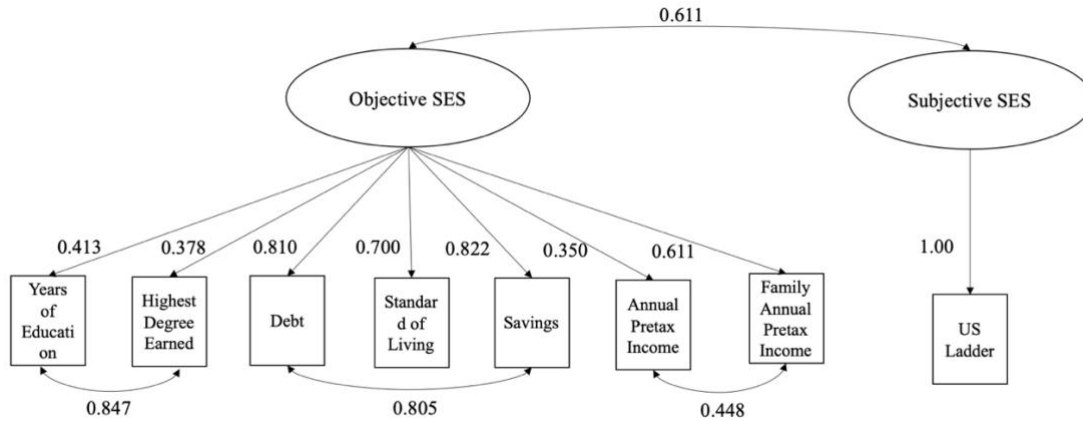 0.611
Objective SES
Subjective SES
0.413
0.378
0.810
0.700
0.822
0.350
0.611
1.00
Years
of
Educati
on
Highest
Degree
Earned
Debt
Standar
d of
Living
Savings
Annual
Pretax
Income
Family
Annual
Pretax
Income
US
Ladder
0.847
0.805
0.448